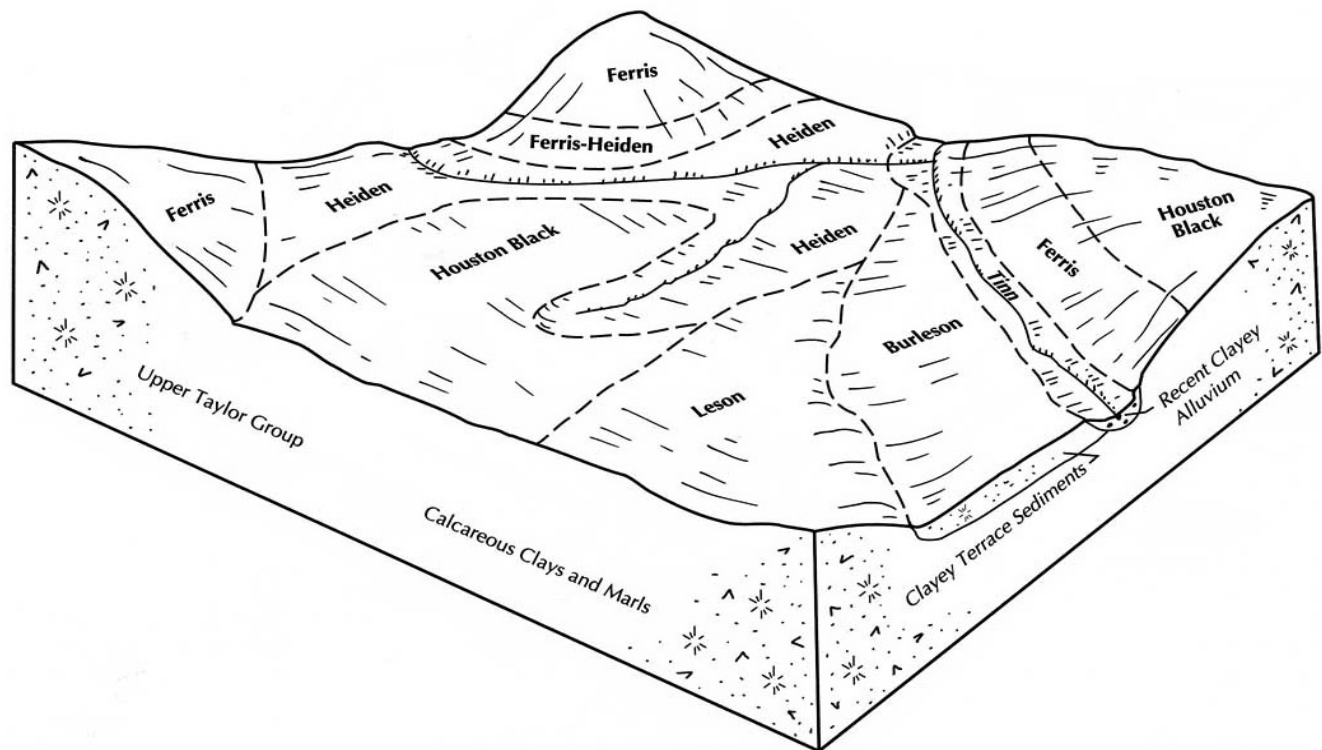 Ferris
Ferris-Heiden
Heiden
Ferris
Heiden
Houston Black
Heiden
Houston
Black
Ferris
Tinn
Burleson
Leson
Recent Clayey
Alluvium
Clayey Terrace Sediments
Upper Taylor Group
Calcareous Clays and Marls